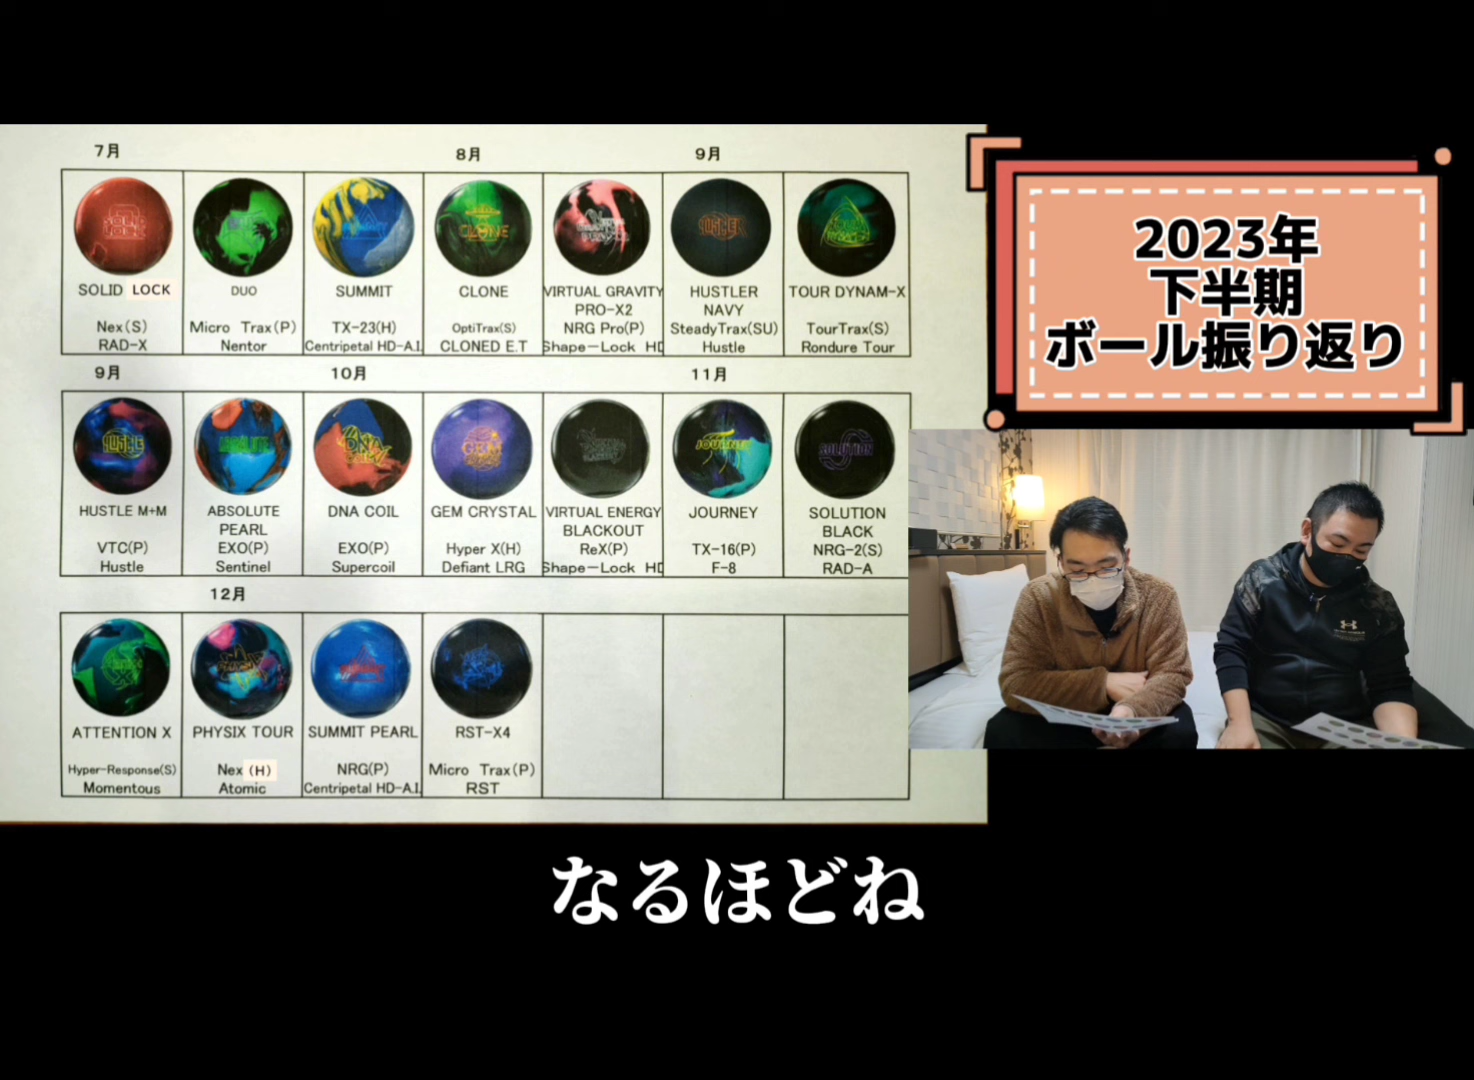 7月 8月 9月
SOLID LOCK
Nex(S)
RAD-X
DUO
Micro Trax(P)
Nentor
SUMMIT
TX-23(H)
Centripetal HD-A.I.
CLONE
OptiTrax(S)
CLONED E.T
VIRTUAL GRAVITY
PRO-X2
NRG Pro(P)
Shape-Lock HD
HUSTLER
NAVY
SteadyTrax(SU)
Hustle
TOUR DYNAM-X
TourTrax(S)
Rondure Tour
9月 10月 11月
HUSTLE M+M
VTC(P)
Hustle
ABSOLUTE
PEARL
EXO(P)
Sentinel
DNA COIL
EXO(P)
Supercoil
GEM CRYSTAL
Hyper X(H)
Defiant LRG
VIRTUAL ENERGY
BLACKOUT
ReX(P)
Shape-Lock HD
JOURNEY
TX-16(P)
F-8
SOLUTION
BLACK
NRG-2(S)
RAD-A
12月
ATTENTION X
Hyper-Response(S)
Momentous
PHYSIX TOUR
Nex (H)
Atomic
SUMMIT PEARL
NRG(P)
Centripetal HD-A.I.
RST-X4
Micro Trax(P)
RST
2023年
下半期
ボール振り返り
なるほどね